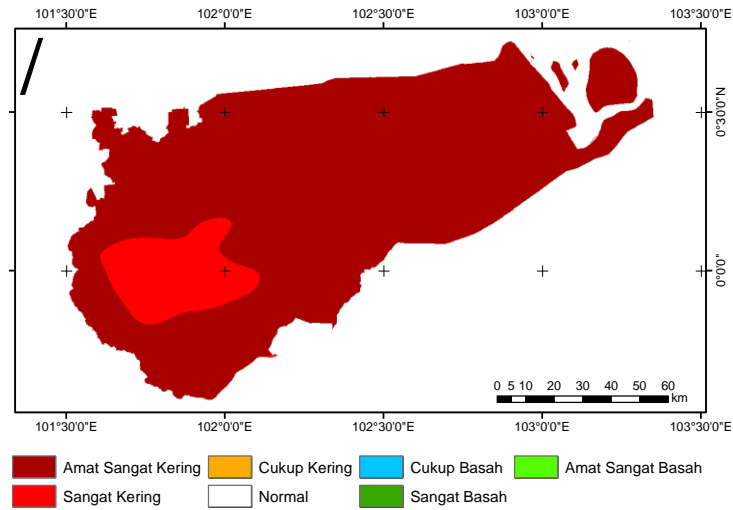 101°30'0"E 102°0'0"E 102°30'0"E 103°0'0"E 103°30'0"E
0°30'0"N
0°0'0"
0 5 10 20 30 40 50 60
km
101°30'0"E 102°0'0"E 102°30'0"E 103°0'0"E 103°30'0"E
Amat Sangat Kering Cukup Kering Cukup Basah Amat Sangat Basah
Sangat Kering Normal Sangat Basah